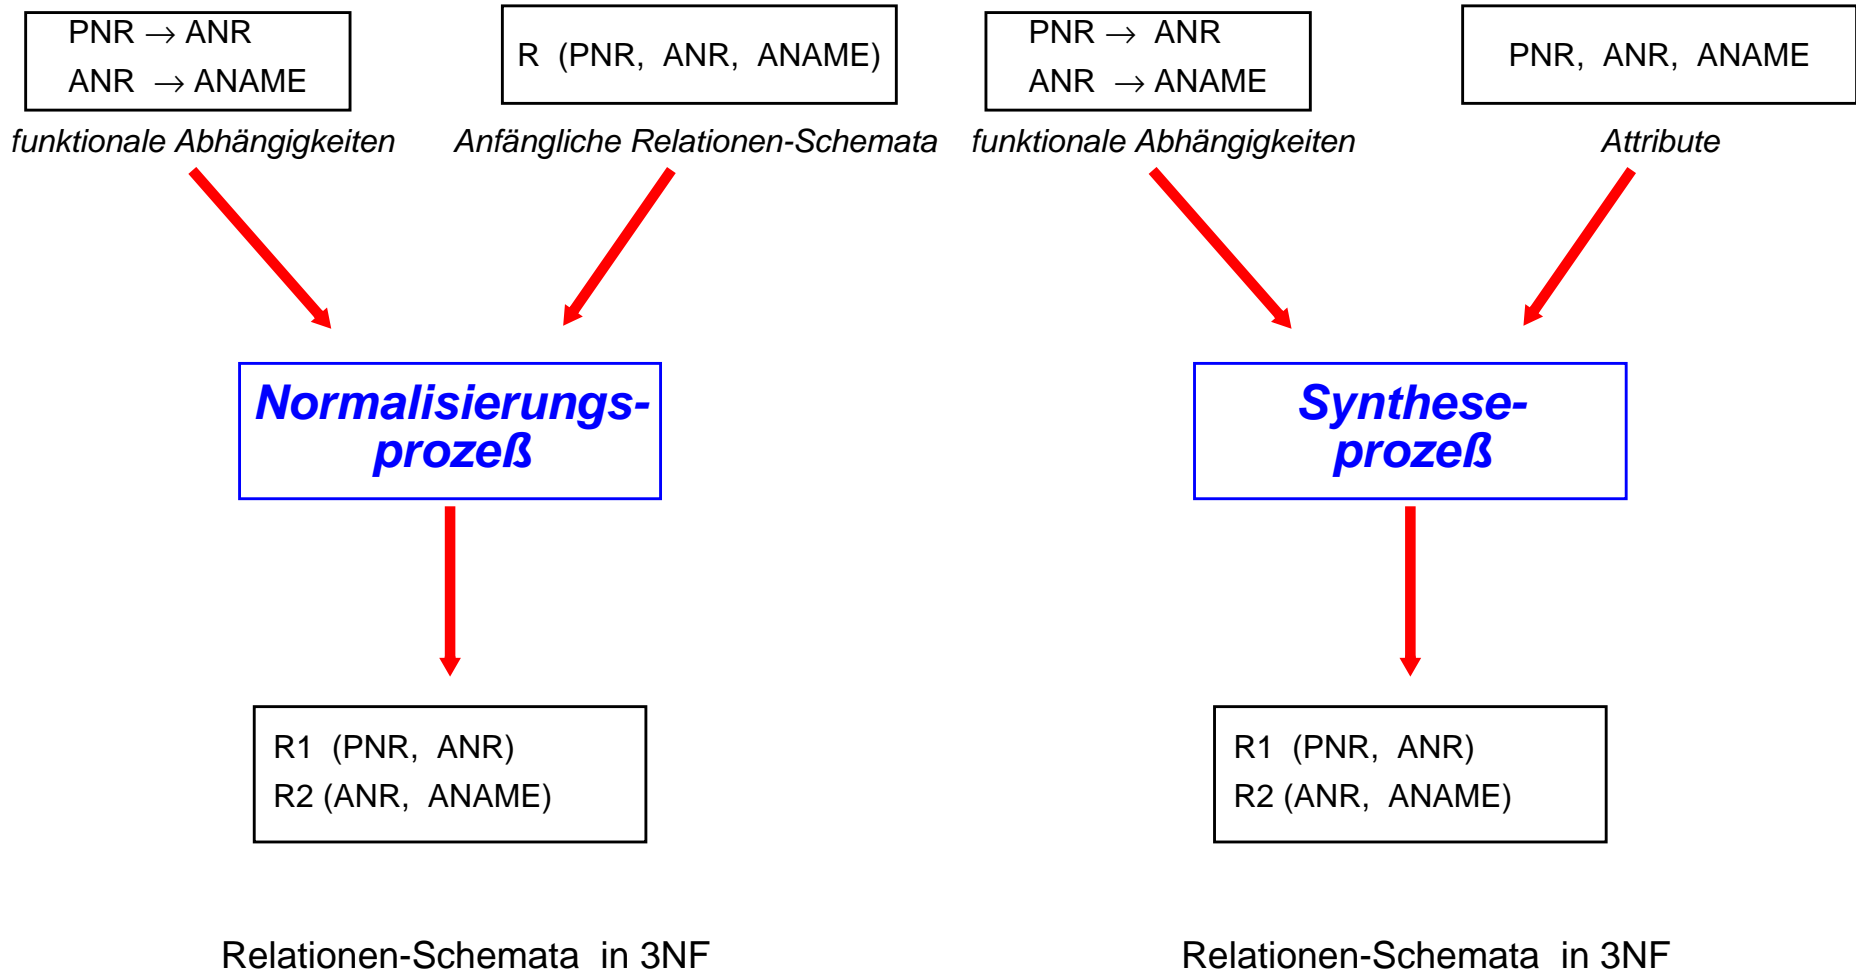 PNR → ANR
ANR → ANAME
funktionale Abhängigkeiten
R (PNR, ANR, ANAME)
Anfängliche Relationen-Schemata
Normalisierungs-
prozeß
R1 (PNR, ANR)
R2 (ANR, ANAME)
Relationen-Schemata in 3NF
PNR → ANR
ANR → ANAME
funktionale Abhängigkeiten
PNR, ANR, ANAME
Attribute
Synthese-
prozeß
R1 (PNR, ANR)
R2 (ANR, ANAME)
Relationen-Schemata in 3NF